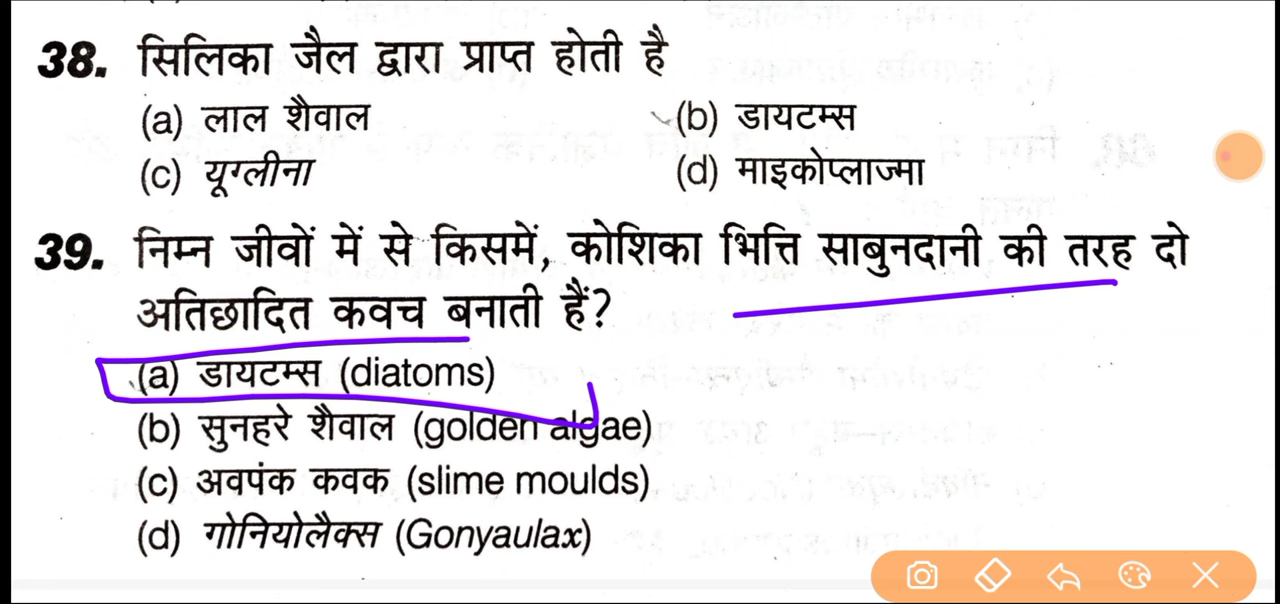 38. सिलिका जैल द्वारा प्राप्त होती है
(a) लाल शैवाल (b) डायटम्स
(c) यूग्लीना (d) माइकोप्लाज्मा
39. निम्न जीवों में से किसमें, कोशिका भित्ति साबुनदानी की तरह दो
अतिछादित कवच बनाती हैं?
(a) डायटम्स (diatoms)
(b) सुनहरे शैवाल (golden algae)
(c) अवपंक कवक (slime moulds)
(d) गोनियोलैक्स (Gonyaulax)